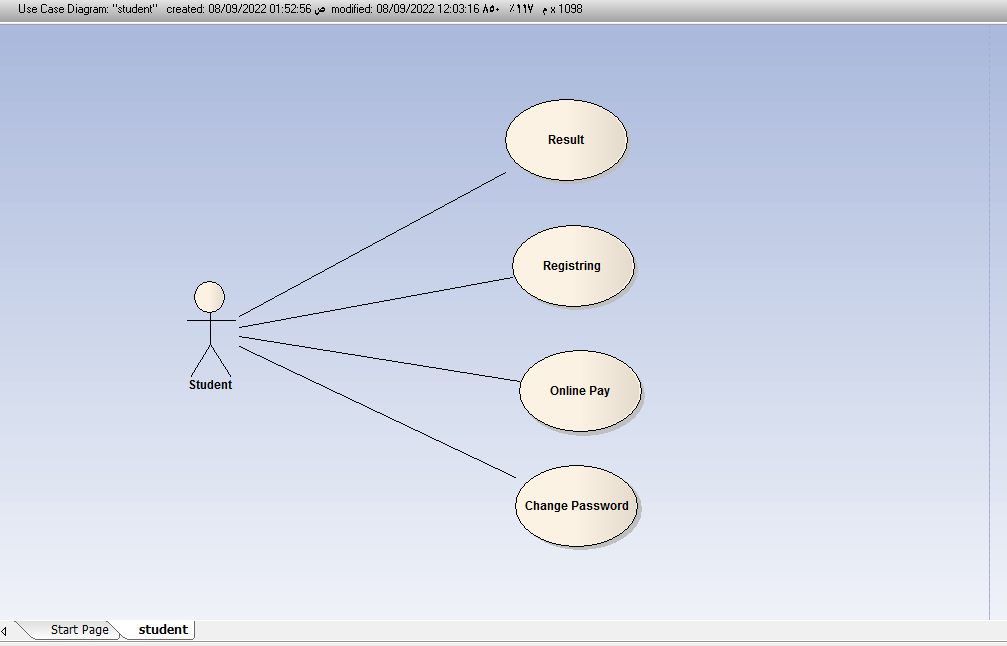 Use Case Diagram: "student" created: 08/09/2022 01:52:56 ص modified: 08/09/2022 12:03:16 م ٨٥٠ ٪١١٧ x 1098
Result
Registring
Online Pay
Change Password
Student
Start Page
student